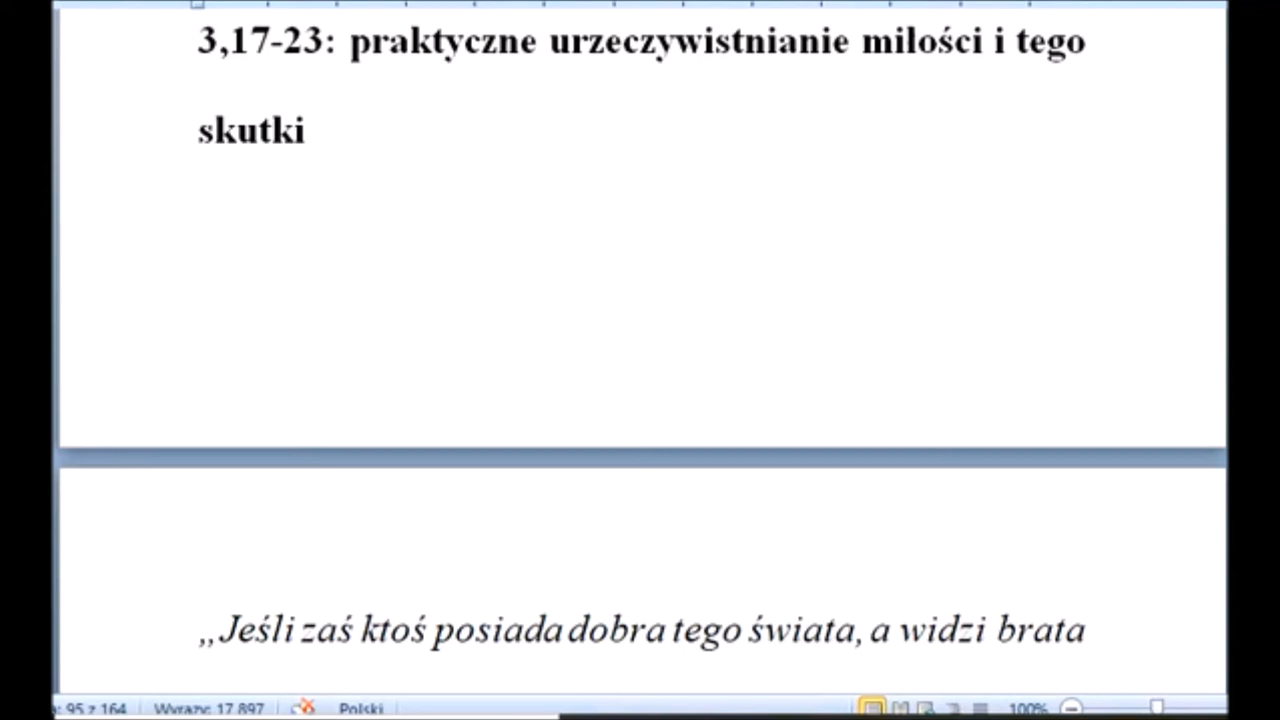 3,17-23: praktyczne urzeczywistnianie miłości i tego
skutki
„Jeśli zaś ktoś posiada dobra tego świata, a widzi brata
: 95 z 164 Wyrazy: 17 897 Polski 100%